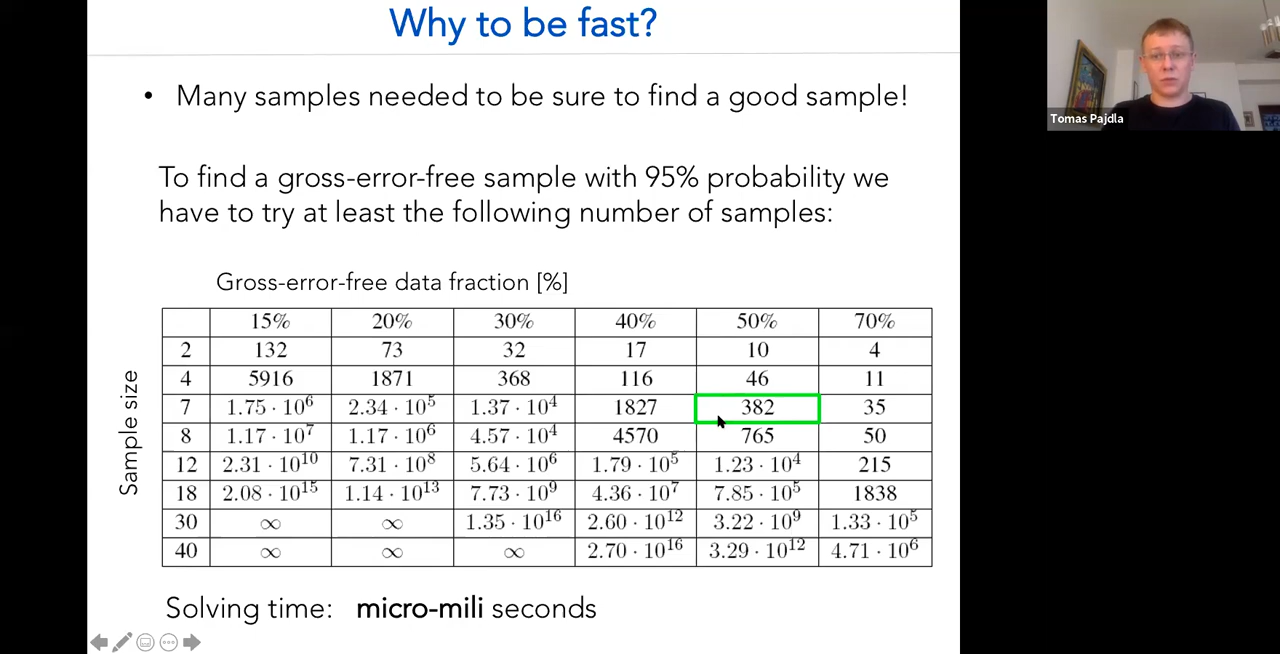 Why to be fast?
Tomas Pajdla
• Many samples needed to be sure to find a good sample!
To find a gross-error-free sample with 95% probability we
have to try at least the following number of samples:
Gross-error-free data fraction [%]
Sample size
15% 20% 30% 40% 50% 70%
2 132 73 32 17 10 4
4 5916 1871 368 116 46 11
7 1.75 · 10⁶ 2.34 · 10⁵ 1.37 · 10⁴ 1827 382 35
8 1.17 · 10⁷ 1.17 · 10⁶ 4.57 · 10⁴ 4570 765 50
12 2.31 · 10¹⁰ 7.31 · 10⁸ 5.64 · 10⁶ 1.79 · 10⁵ 1.23 · 10⁴ 215
18 2.08 · 10¹⁵ 1.14 · 10¹³ 7.73 · 10⁹ 4.36 · 10⁷ 7.85 · 10⁵ 1838
30 ∞ ∞ 1.35 · 10¹⁶ 2.60 · 10¹² 3.22 · 10⁹ 1.33 · 10⁵
40 ∞ ∞ ∞ 2.70 · 10¹⁶ 3.29 · 10¹² 4.71 · 10⁶
Solving time: micro-mili seconds